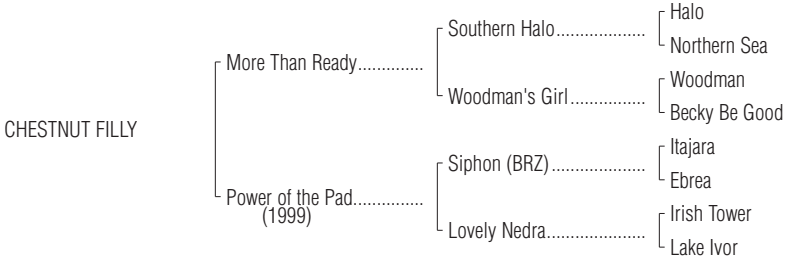 Halo
Southern Halo...................
Northern Sea
More Than Ready..............
Woodman
Woodman's Girl................
Becky Be Good
CHESTNUT FILLY
Itajara
Siphon (BRZ)....................
Ebrea
Power of the Pad...............
(1999)
Irish Tower
Lovely Nedra.....................
Lake Ivor